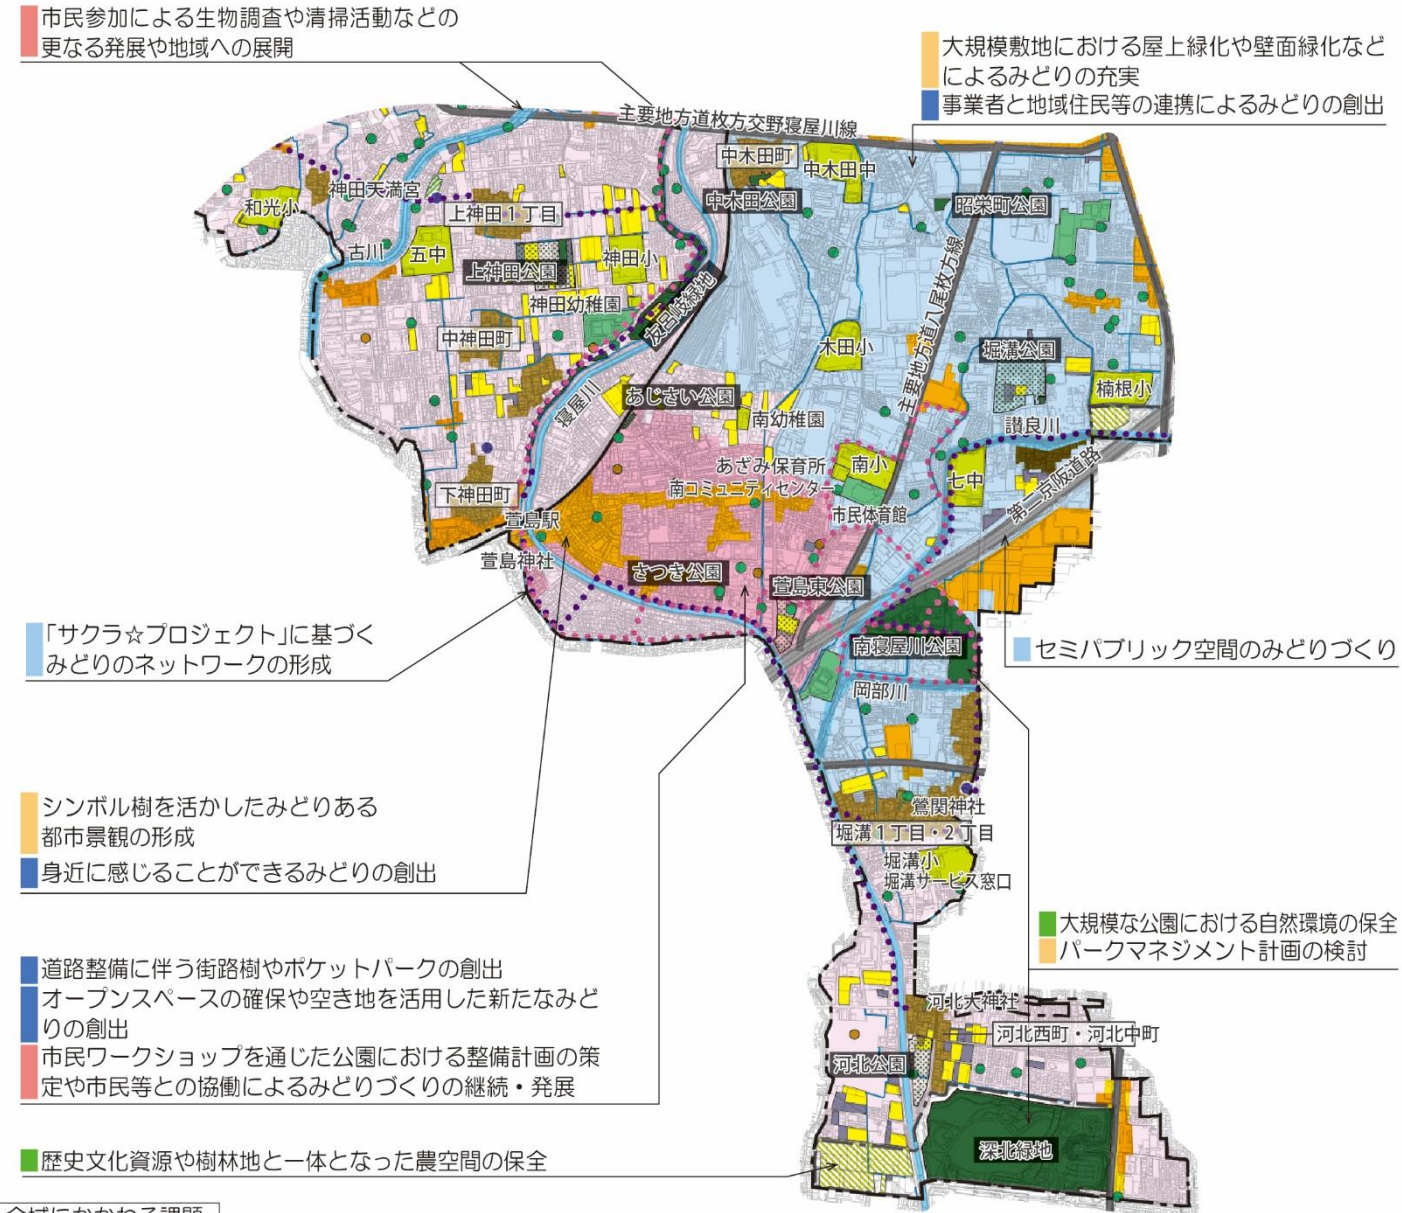 市民参加による生物調査や清掃活動などの
更なる発展や地域への展開
大規模敷地における屋上緑化や壁面緑化など
によるみどりの充実
事業者と地域住民等の連携によるみどりの創出
主要地方道枚方交野寝屋川線
中木田町
中木田中
神田天満宮
和光小
上神田1丁目
中木田公園
昭栄町公園
古川
五中
上神田公園
神田小
神田幼稚園
友呂岐緑地
主要地方道八尾枚方線
中神田町
木田小
堀溝公園
楠根小
あじさい公園
寝屋川
南幼稚園
讃良川
あざみ保育所
南小
南コミュニティセンター
七中
下神田町
市民体育館
第二京阪道路
萱島駅
萱島神社
さつき公園
萱島東公園
「サクラ☆プロジェクト」に基づく
みどりのネットワークの形成
南寝屋川公園
セミパブリック空間のみどりづくり
岡部川
シンボル樹を活かしたみどりある
都市景観の形成
身近に感じることができるみどりの創出
鶯関神社
堀溝1丁目・2丁目
堀溝小
堀溝サービス窓口
大規模な公園における自然環境の保全
パークマネジメント計画の検討
道路整備に伴う街路樹やポケットパークの創出
オープンスペースの確保や空き地を活用した新たなみど
りの創出
市民ワークショップを通じた公園における整備計画の策
定や市民等との協働によるみどりづくりの継続・発展
河北大神社
河北西町・河北中町
河北公園
深北緑地
歴史文化資源や樹林地と一体となった農空間の保全